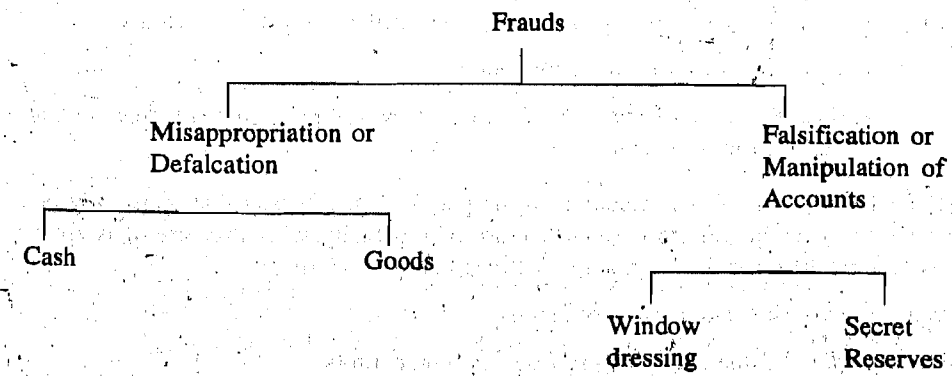 Frauds
Misappropriation or
Defalcation
Falsification or
Manipulation of
Accounts
Cash
Goods
Window
dressing
Secret
Reserves